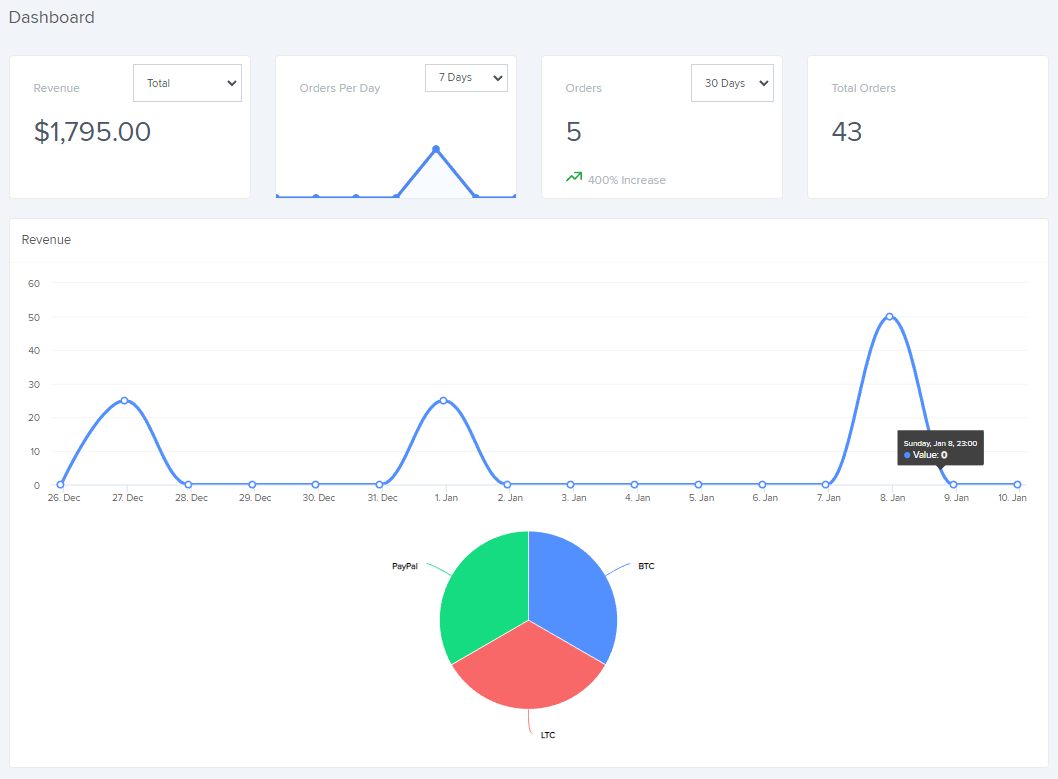 Dashboard
Revenue
Total
$1,795.00
Orders Per Day
7 Days
Orders
30 Days
5
400% Increase
Total Orders
43
Revenue
60
50
40
30
20
10
0
Sunday, Jan 8, 23:00
Value: 0
26. Dec 27. Dec 28. Dec 29. Dec 30. Dec 31. Dec 1. Jan 2. Jan 3. Jan 4. Jan 5. Jan 6. Jan 7. Jan 8. Jan 9. Jan 10. Jan
PayPal
BTC
LTC